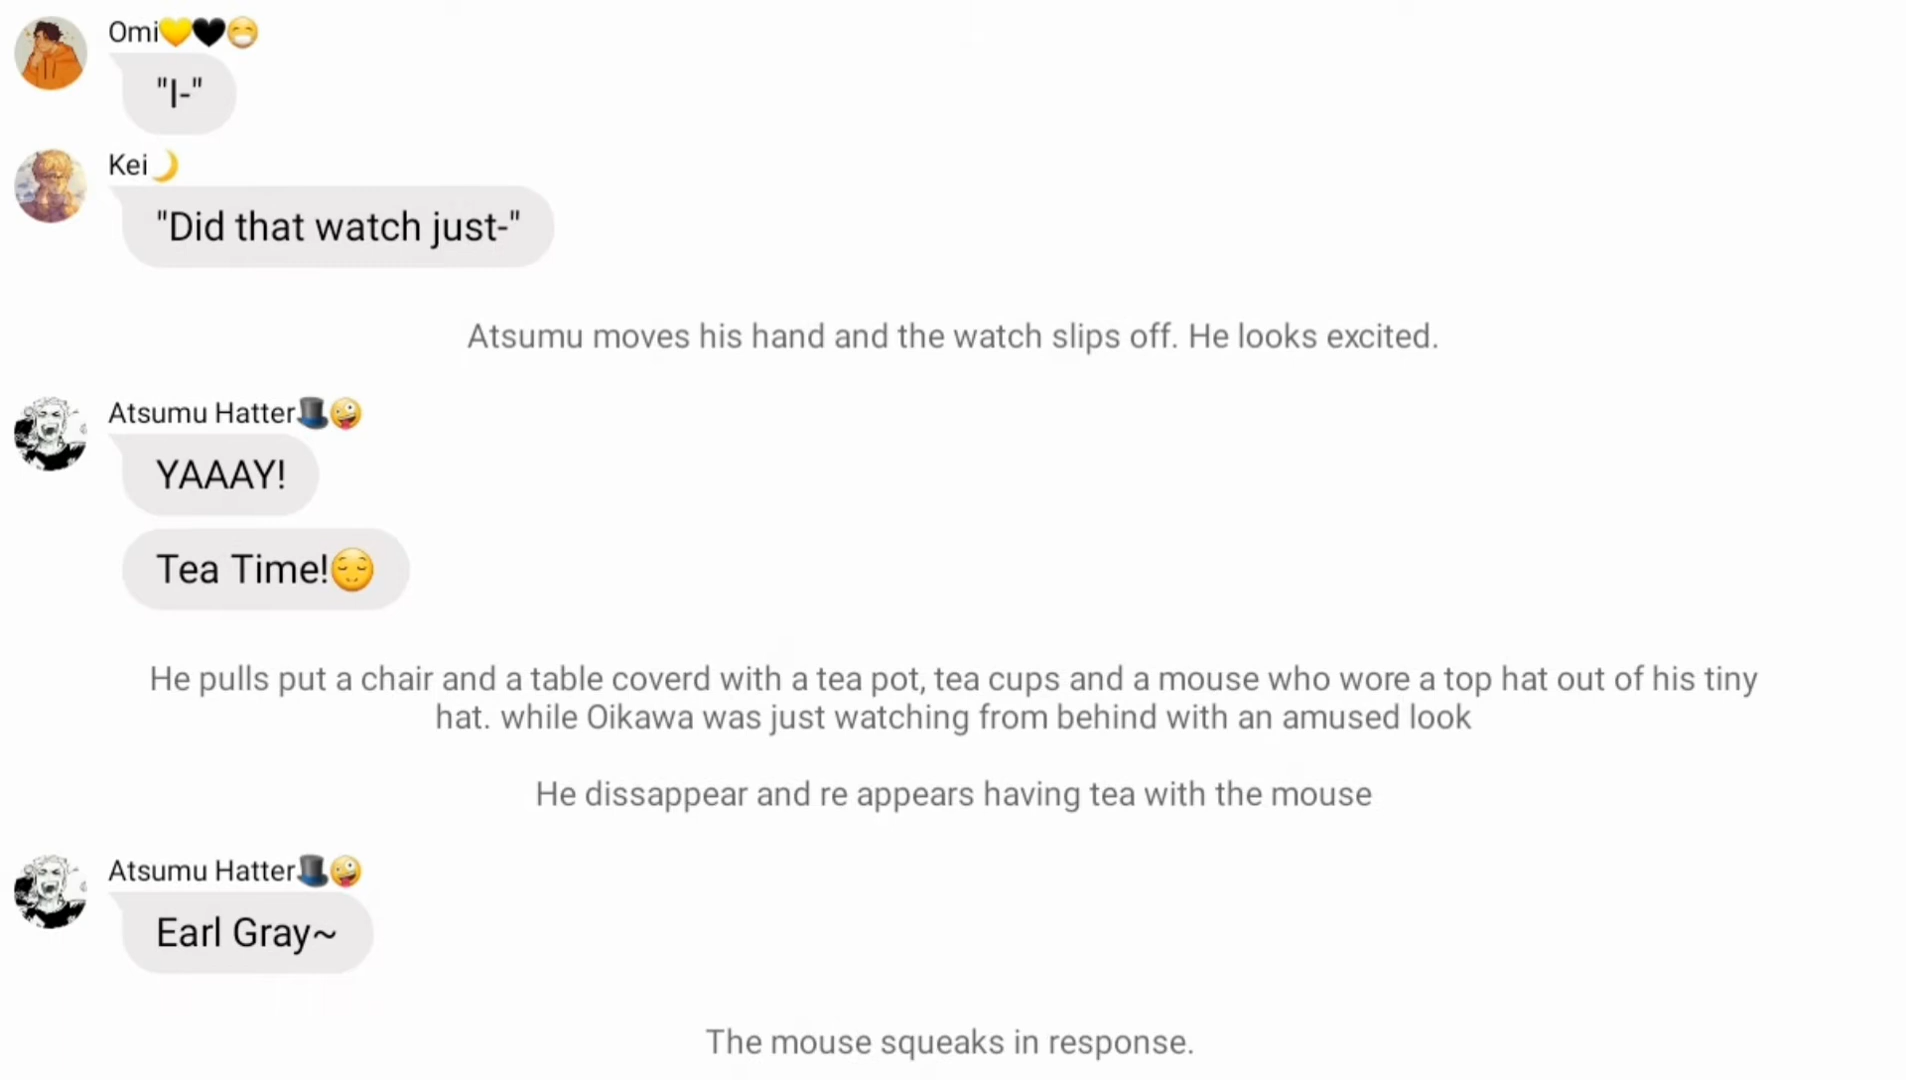 Omi💛🖤😷
"I-"
Kei🌙
"Did that watch just-"
Atsumu moves his hand and the watch slips off. He looks excited.
Atsumu Hatter🎩🤪
YAAAY!
Tea Time!😌
He pulls put a chair and a table coverd with a tea pot, tea cups and a mouse who wore a top hat out of his tiny
hat. while Oikawa was just watching from behind with an amused look
He dissappear and re appears having tea with the mouse
Atsumu Hatter🎩🤪
Earl Gray~
The mouse squeaks in response.